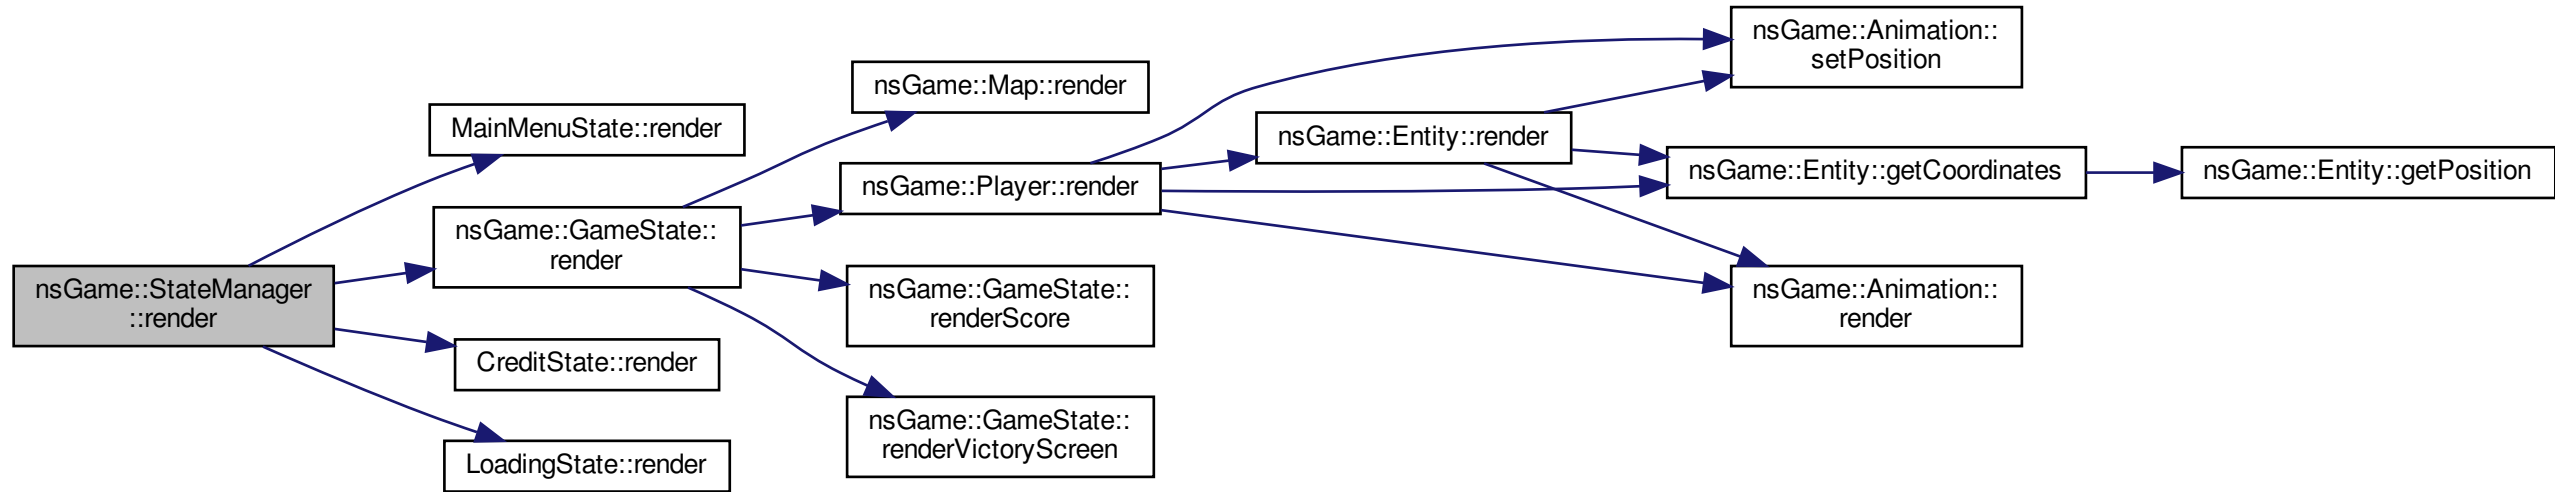 nsGame::StateManager
::render
MainMenuState::render
nsGame::GameState::
render
CreditState::render
LoadingState::render
nsGame::Map::render
nsGame::Player::render
nsGame::GameState::
renderScore
nsGame::GameState::
renderVictoryScreen
nsGame::Entity::render
nsGame::Animation::
setPosition
nsGame::Entity::getCoordinates
nsGame::Animation::
render
nsGame::Entity::getPosition